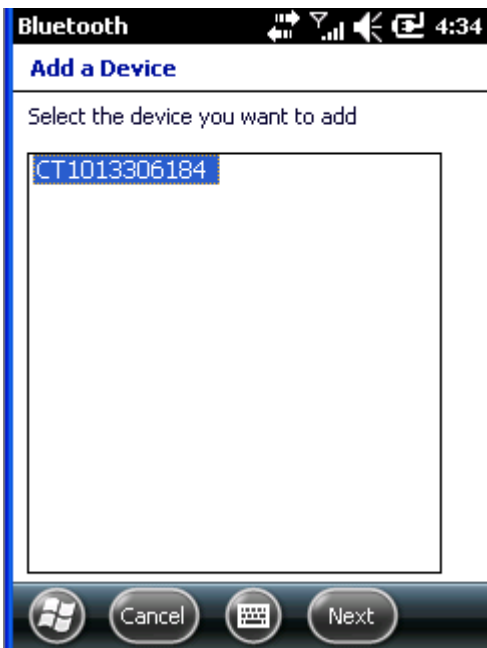 Bluetooth 4:34
Add a Device
Select the device you want to add
CT1013306184
Cancel Next